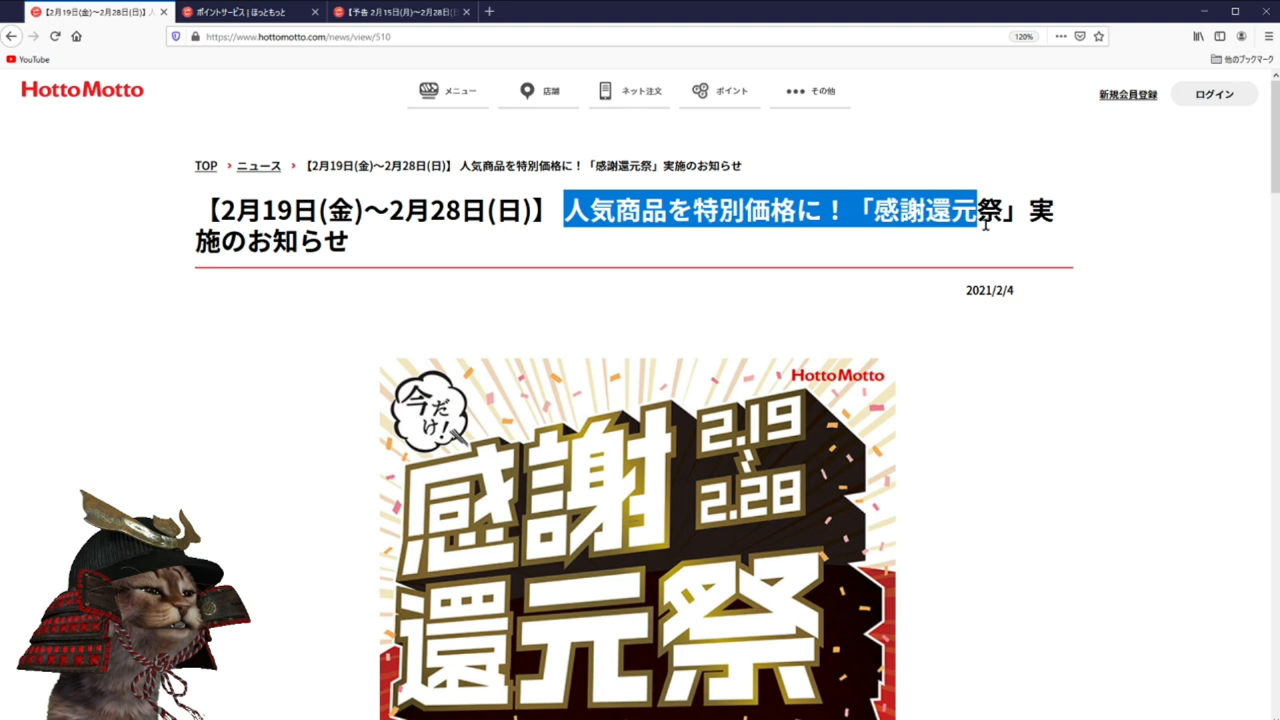 【2月19日(金)～2月28日(日)】 人
ポイントサービス | ほっともっと
【予告 2月15日(月)～2月28日(日
https://www.hottomotto.com/news/view/510
120%
YouTube
他のブックマーク
HottoMotto
メニュー
店舗
ネット注文
ポイント
その他
新規会員登録
ログイン
TOP > ニュース > 【2月19日(金)～2月28日(日)】 人気商品を特別価格に！「感謝還元祭」実施のお知らせ
【2月19日(金)～2月28日(日)】 人気商品を特別価格に！「感謝還元祭」実
施のお知らせ
2021/2/4
HottoMotto
今だ
け!
感謝
2.19
～
2.28
還元祭